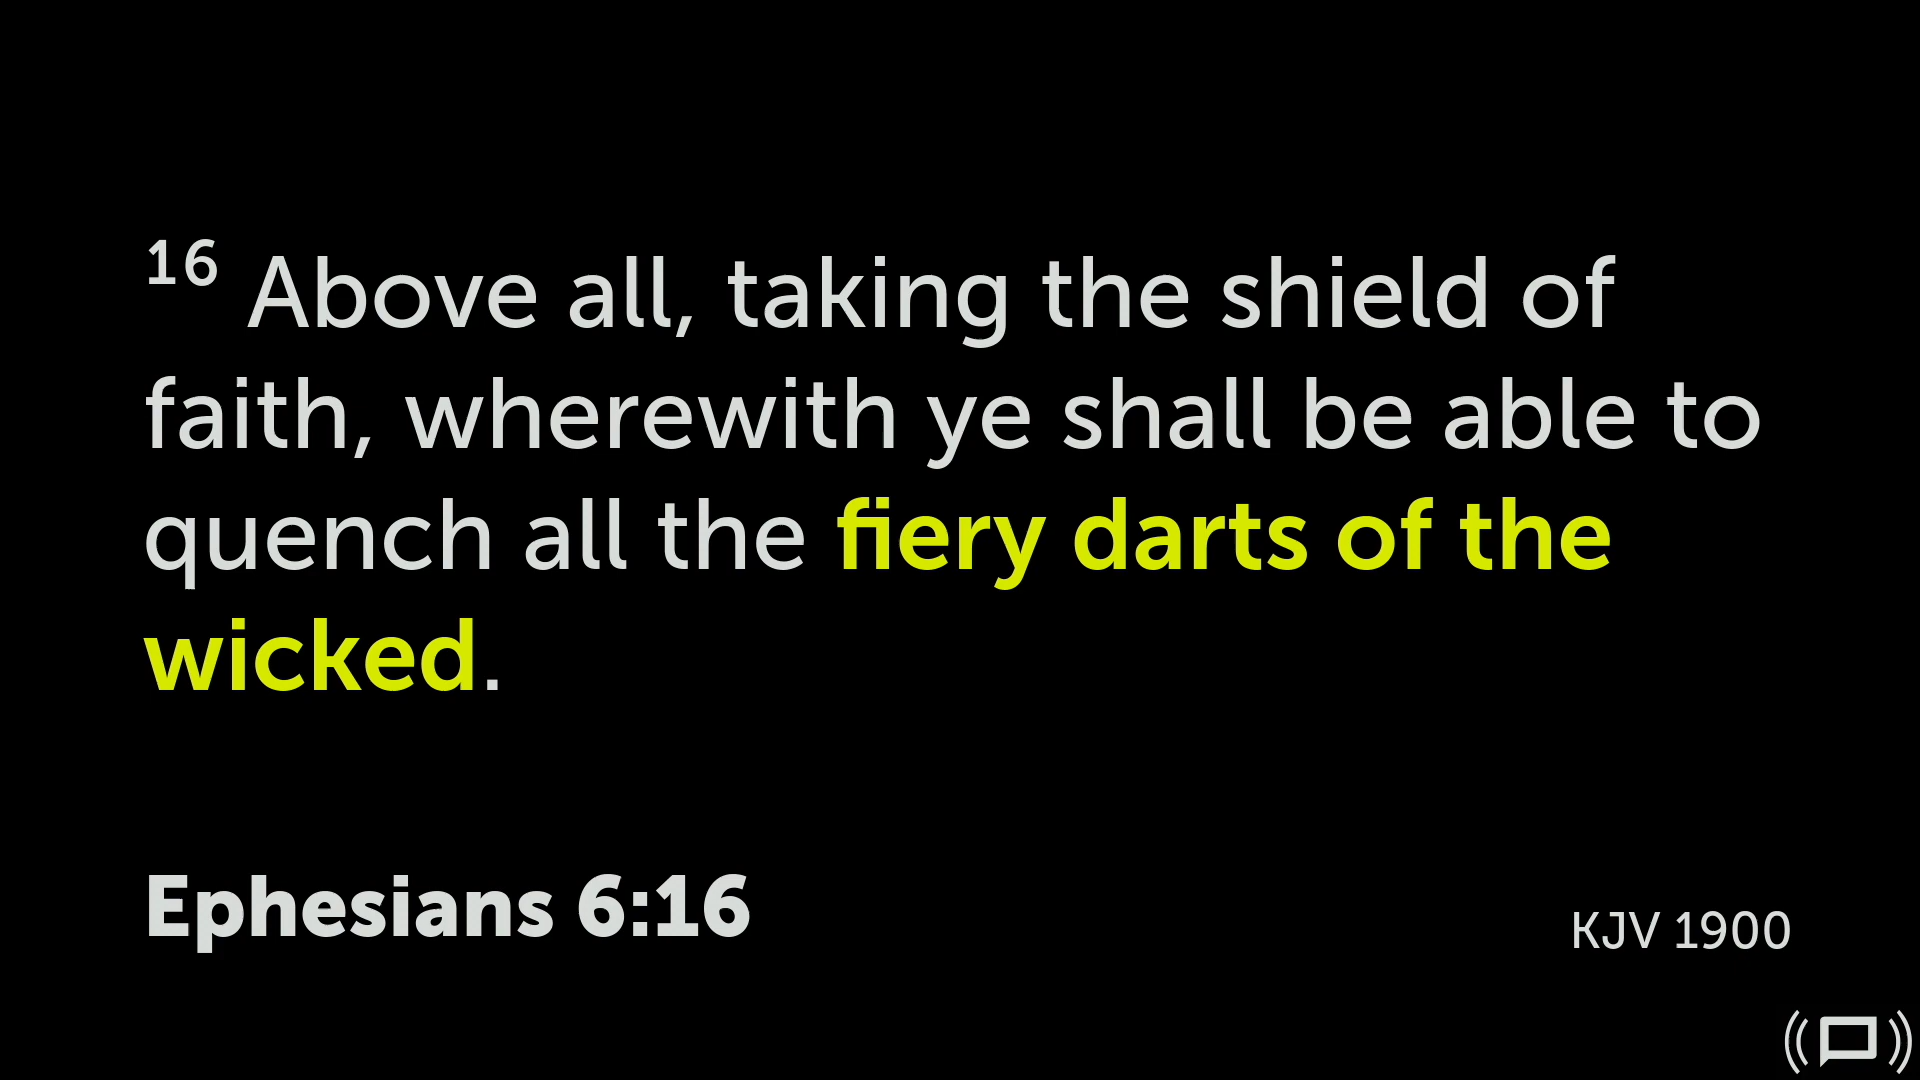 16 Above all, taking the shield of
faith, wherewith ye shall be able to
quench all the fiery darts of the
wicked.
Ephesians 6:16
KJV 1900